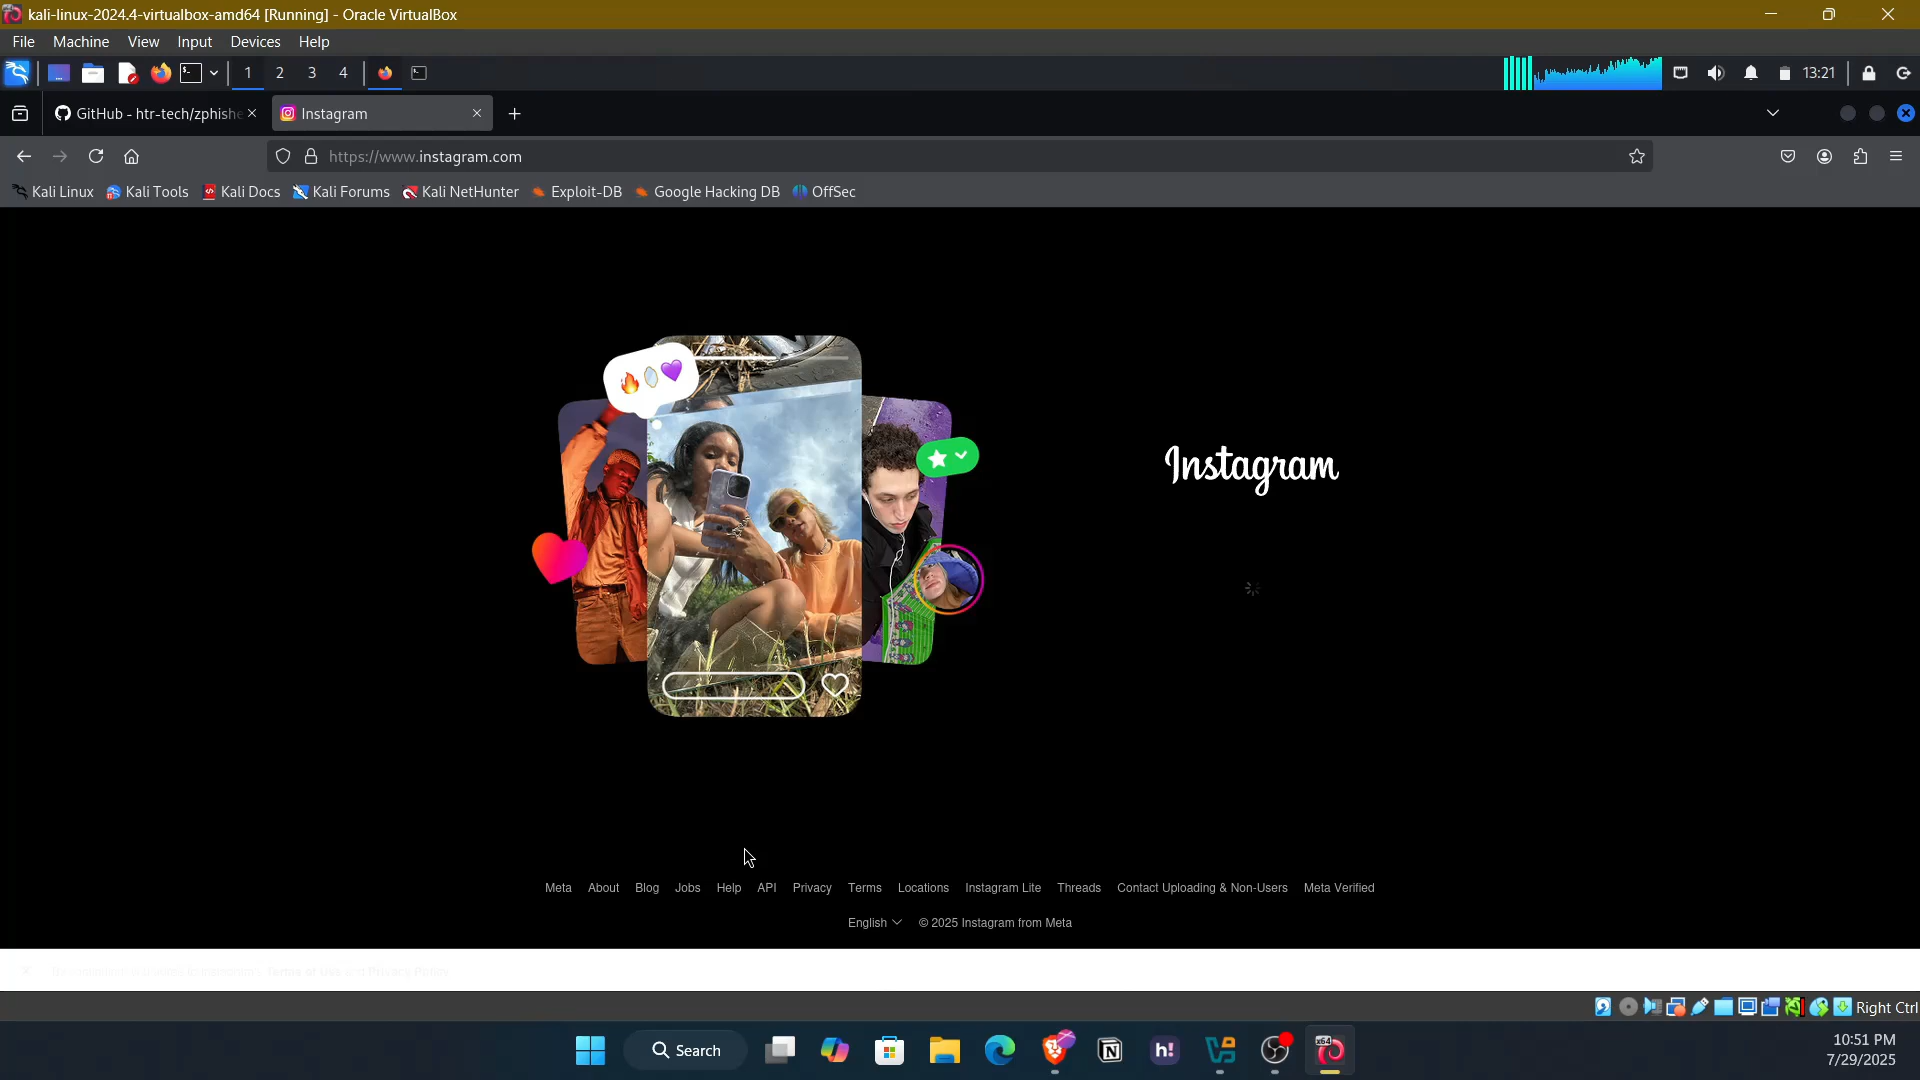 kali-linux-2024.4-virtualbox-amd64 [Running] - Oracle VirtualBox
File Machine View Input Devices Help
1 2 3 4 13:21
GitHub - htr-tech/zphishe Instagram
https://www.instagram.com
Kali Linux Kali Tools Kali Docs Kali Forums Kali NetHunter Exploit-DB Google Hacking DB OffSec
Instagram
Meta About Blog Jobs Help API Privacy Terms Locations Instagram Lite Threads Contact Uploading & Non-Users Meta Verified
English © 2025 Instagram from Meta
Right Ctrl
Search
10:51 PM
7/29/2025